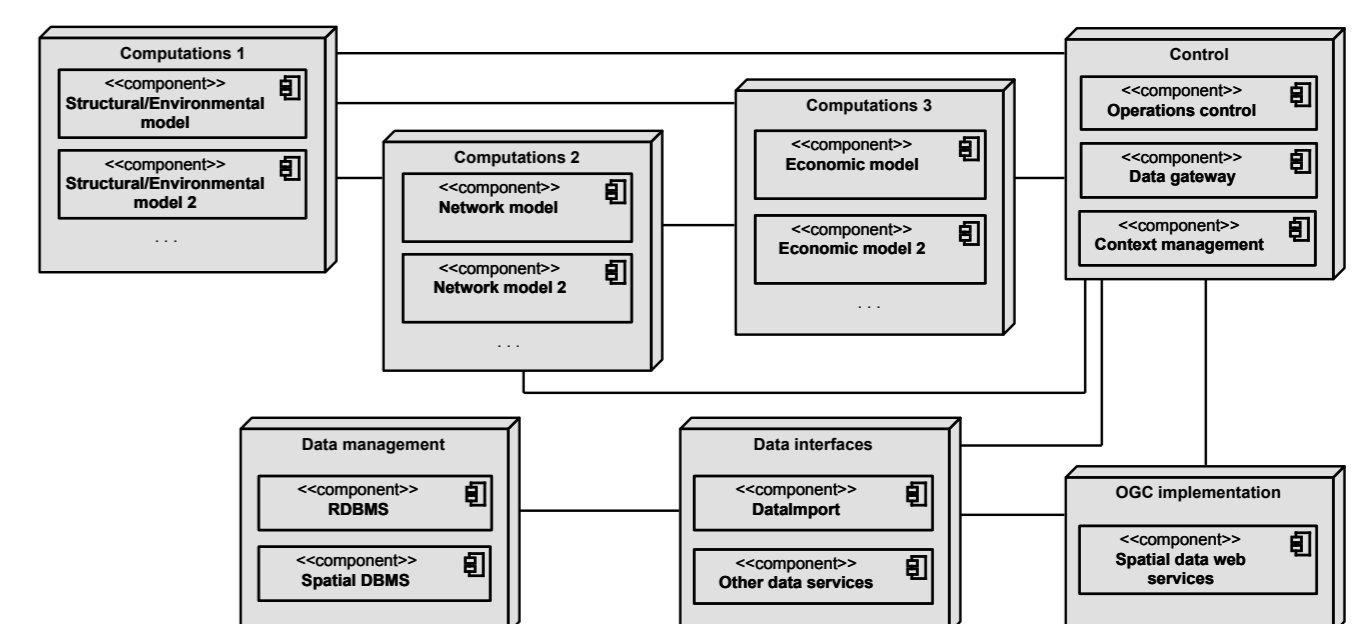 Computations 1
<<component>>
Structural/Environmental
model
<<component>>
Structural/Environmental
model 2
. . .
Computations 2
<<component>>
Network model
<<component>>
Network model 2
. . .
Computations 3
<<component>>
Economic model
<<component>>
Economic model 2
. . .
Control
<<component>>
Operations control
<<component>>
Data gateway
<<component>>
Context management
Data management
<<component>>
RDBMS
<<component>>
Spatial DBMS
Data interfaces
<<component>>
DataImport
<<component>>
Other data services
OGC implementation
<<component>>
Spatial data web
services